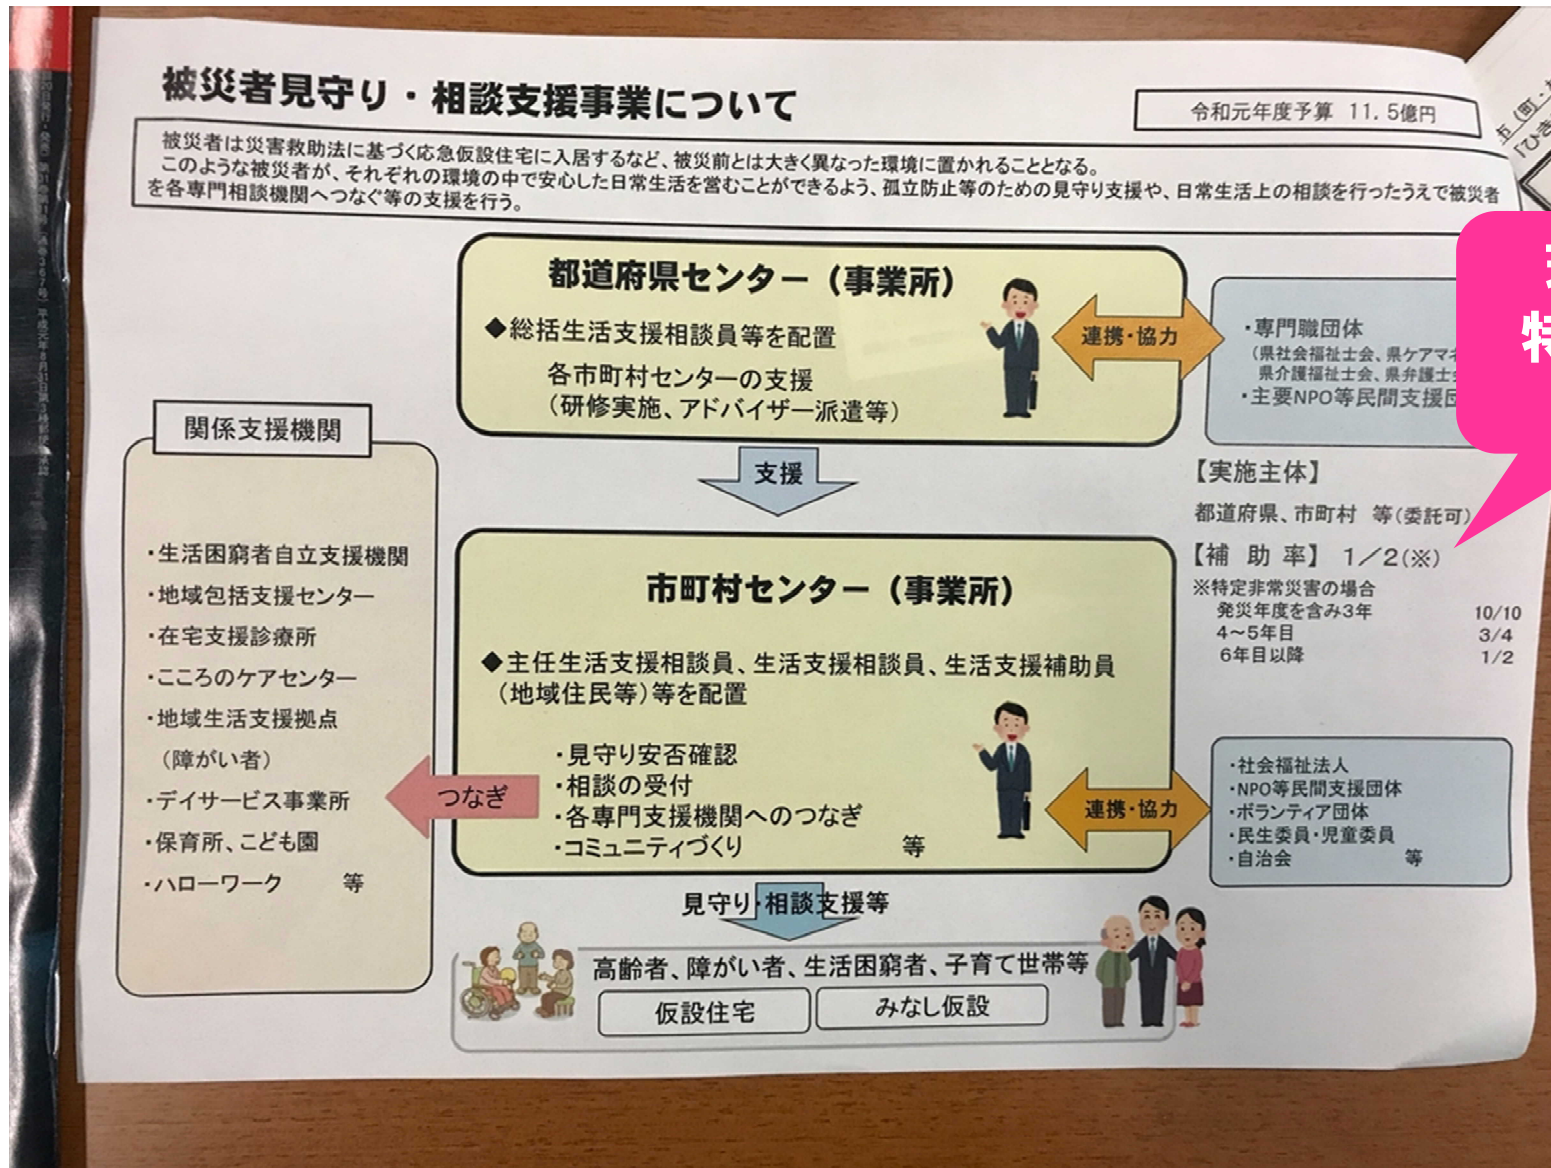 被災者見守り・相談支援事業について
令和元年度予算 11.5億円
被災者は災害救助法に基づく応急仮設住宅に入居するなど、被災前とは大きく異なった環境に置かれることとなる。
このような被災者が、それぞれの環境の中で安心した日常生活を営むことができるよう、孤立防止等のための見守り支援や、日常生活上の相談を行ったうえで被災者
を各専門相談機関へつなぐ等の支援を行う。
都道府県センター（事業所）
◆総括生活支援相談員等を配置
各市町村センターの支援
（研修実施、アドバイザー派遣等）
連携・協力
・専門職団体
（県社会福祉士会、県ケアマネ
県介護福祉士会、県弁護士会
・主要NPO等民間支援団
特
支援
関係支援機関
・生活困窮者自立支援機関
・地域包括支援センター
・在宅支援診療所
・こころのケアセンター
・地域生活支援拠点
（障がい者）
・デイサービス事業所
・保育所、こども園
・ハローワーク 等
市町村センター（事業所）
◆主任生活支援相談員、生活支援相談員、生活支援補助員
（地域住民等）等を配置
・見守り安否確認
・相談の受付
・各専門支援機関へのつなぎ
・コミュニティづくり 等
つなぎ
連携・協力
【実施主体】
都道府県、市町村 等（委託可）
【補 助 率】 1／2（※）
※特定非常災害の場合
発災年度を含み3年 10/10
4～5年目 3/4
6年目以降 1/2
・社会福祉法人
・NPO等民間支援団体
・ボランティア団体
・民生委員・児童委員
・自治会 等
見守り・相談支援等
高齢者、障がい者、生活困窮者、子育て世帯等
仮設住宅
みなし仮設